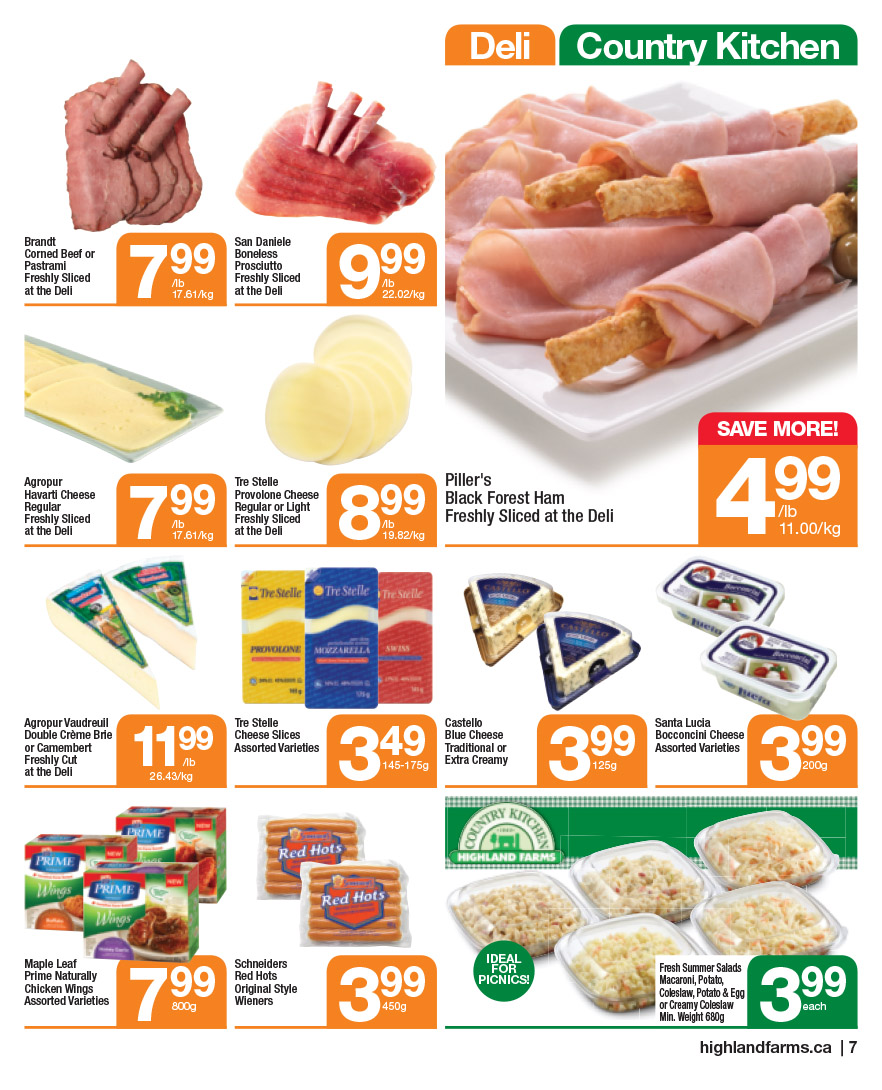 Deli
Country Kitchen
Brandt
Corned Beef or
Pastrami
Freshly Sliced
at the Deli
7.99
/lb
17.61/kg
San Daniele
Boneless
Prosciutto
Freshly Sliced
at the Deli
9.99
/lb
22.02/kg
Agropur
Havarti Cheese
Regular
Freshly Sliced
at the Deli
7.99
/lb
17.61/kg
Tre Stelle
Provolone Cheese
Regular or Light
Freshly Sliced
at the Deli
8.99
/lb
19.82/kg
Piller's
Black Forest Ham
Freshly Sliced at the Deli
SAVE MORE!
4.99
/lb
11.00/kg
Agropur Vaudreuil
Double Crème Brie
or Camembert
Freshly Cut
at the Deli
11.99
/lb
26.43/kg
Tre Stelle
PROVOLONE
Tre Stelle
MOZZARELLA
170 g
Tre Stelle
SWISS
Tre Stelle
Cheese Slices
Assorted Varieties
3.49
145-175g
CASTELLO
Castello
Blue Cheese
Traditional or
Extra Creamy
3.99
125g
Bocconcini
Lucia
Bocconcini
Lucia
Santa Lucia
Bocconcini Cheese
Assorted Varieties
3.99
200g
PRIME
Wings
PRIME
NEW
Wings
Maple Leaf
Prime Naturally
Chicken Wings
Assorted Varieties
7.99
800g
Red Hots
Red Hots
Schneiders
Red Hots
Original Style
Wieners
3.99
450g
COUNTRY KITCHEN
HIGHLAND FARMS
IDEAL
FOR
PICNICS!
Fresh Summer Salads
Macaroni, Potato,
Coleslaw, Potato & Egg
or Creamy Coleslaw
Min. Weight 680g
3.99
each
highlandfarms.ca | 7